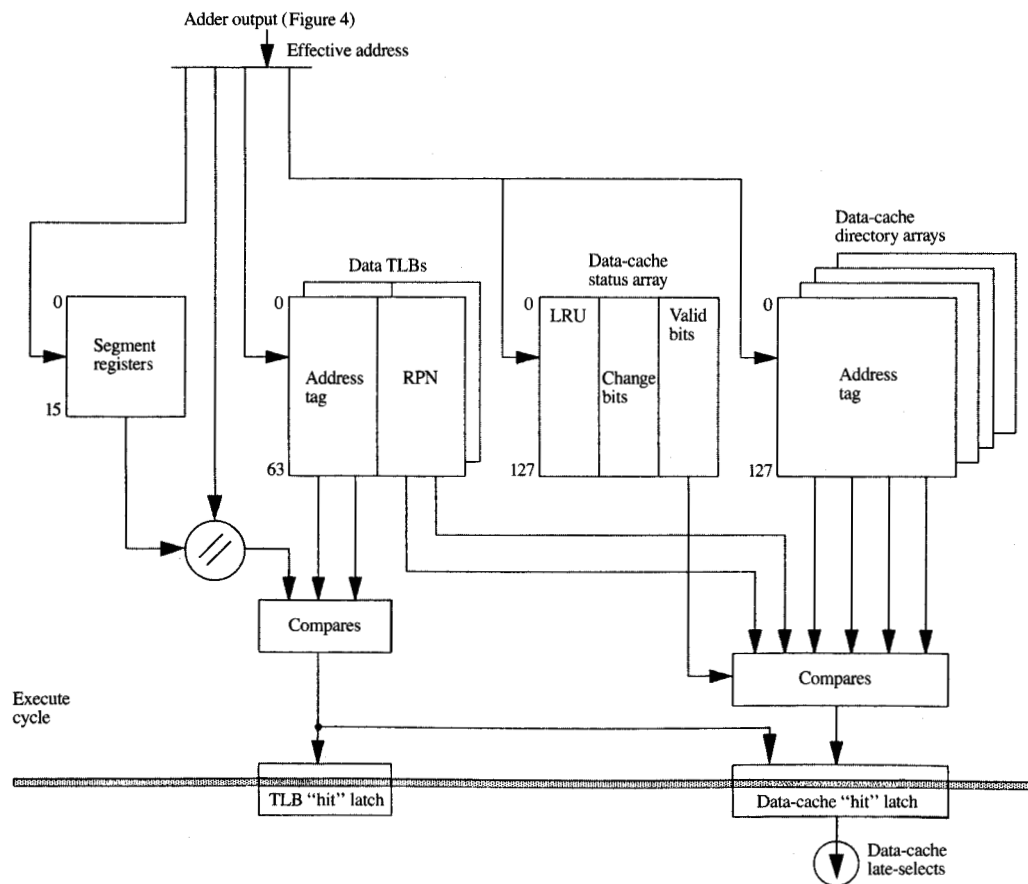 Adder output (Figure 4)
Effective address
Data-cache
directory arrays
Data TLBs
Data-cache
status array
0
Segment
registers
15
0
Address
tag
RPN
63
0
LRU
Change
bits
Valid
bits
127
0
Address
tag
127
Compares
Compares
Execute
cycle
TLB “hit” latch
Data-cache “hit” latch
Data-cache
late-selects